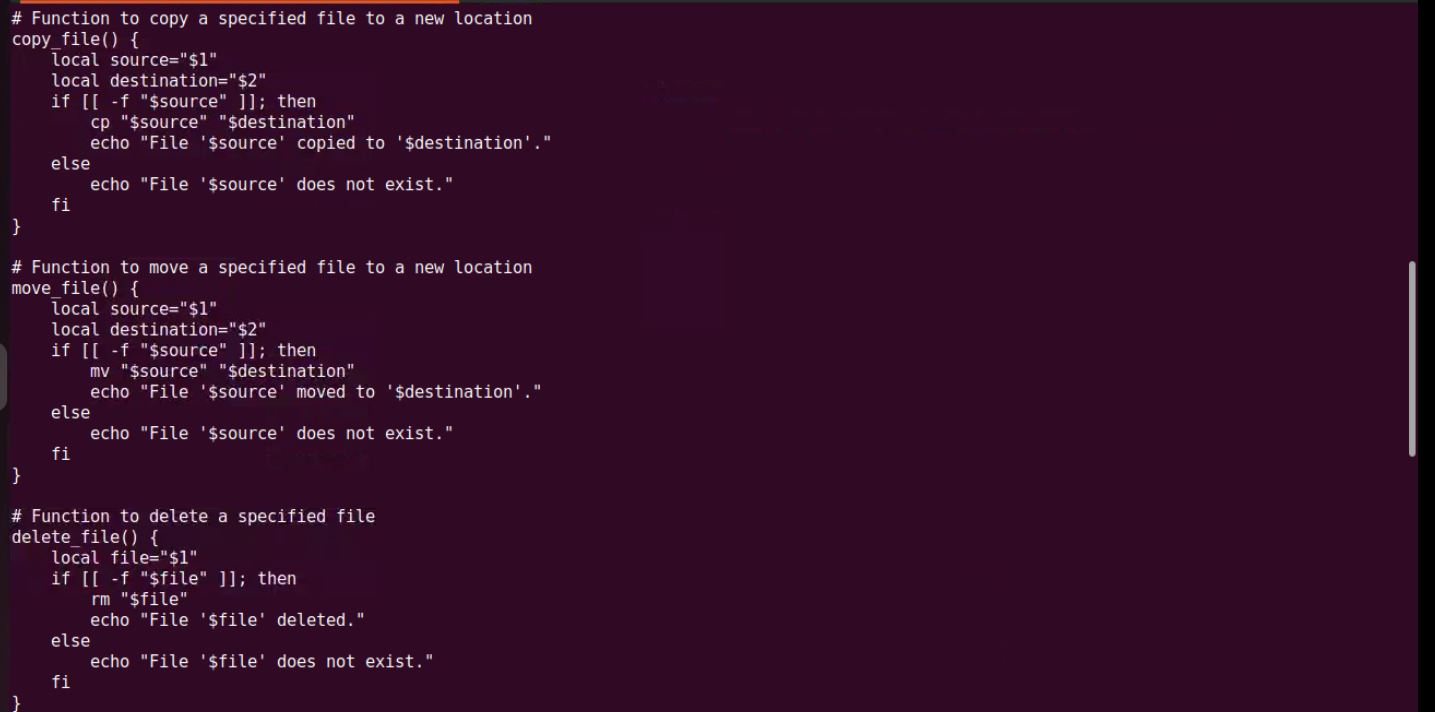 # Function to copy a specified file to a new location
copy_file() {
    local source="$1"
    local destination="$2"
    if [[ -f "$source" ]]; then
        cp "$source" "$destination"
        echo "File '$source' copied to '$destination'."
    else
        echo "File '$source' does not exist."
    fi
}

# Function to move a specified file to a new location
move_file() {
    local source="$1"
    local destination="$2"
    if [[ -f "$source" ]]; then
        mv "$source" "$destination"
        echo "File '$source' moved to '$destination'."
    else
        echo "File '$source' does not exist."
    fi
}

# Function to delete a specified file
delete_file() {
    local file="$1"
    if [[ -f "$file" ]]; then
        rm "$file"
        echo "File '$file' deleted."
    else
        echo "File '$file' does not exist."
    fi
}